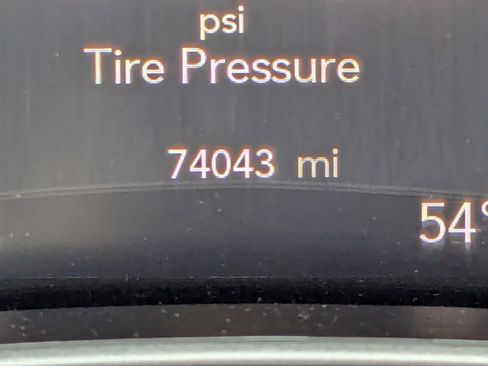 psi
Tire Pressure
74043 mi
54°